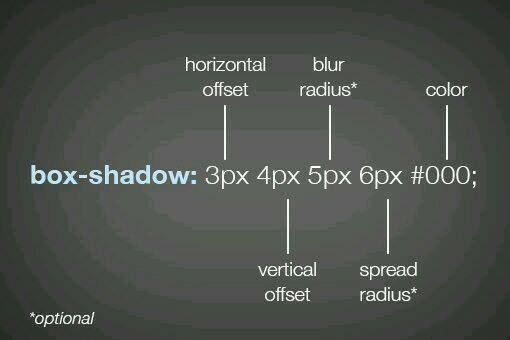 horizontal blur
offset radius* color
box-shadow: 3px 4px 5px 6px #000;
vertical spread
offset radius*
*optional